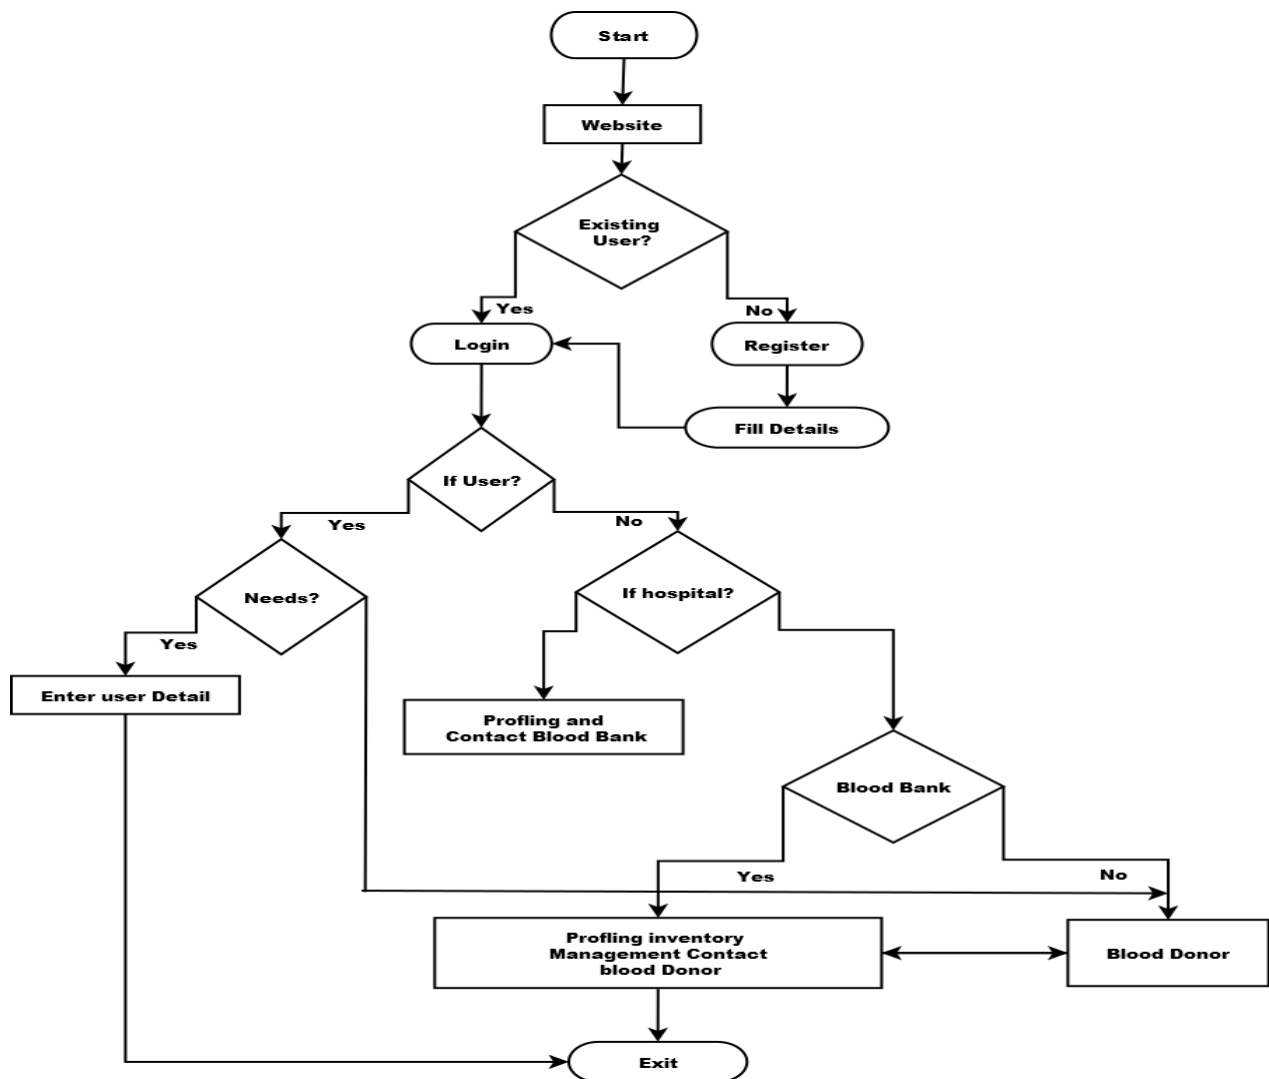 Start
Website
Existing
User?
Yes
No
Login
Register
Fill Details
If User?
Yes
No
Needs?
If hospital?
Yes
Enter user Detail
Profling and
Contact Blood Bank
Blood Bank
Yes
No
Profling inventory
Management Contact
blood Donor
Blood Donor
Exit